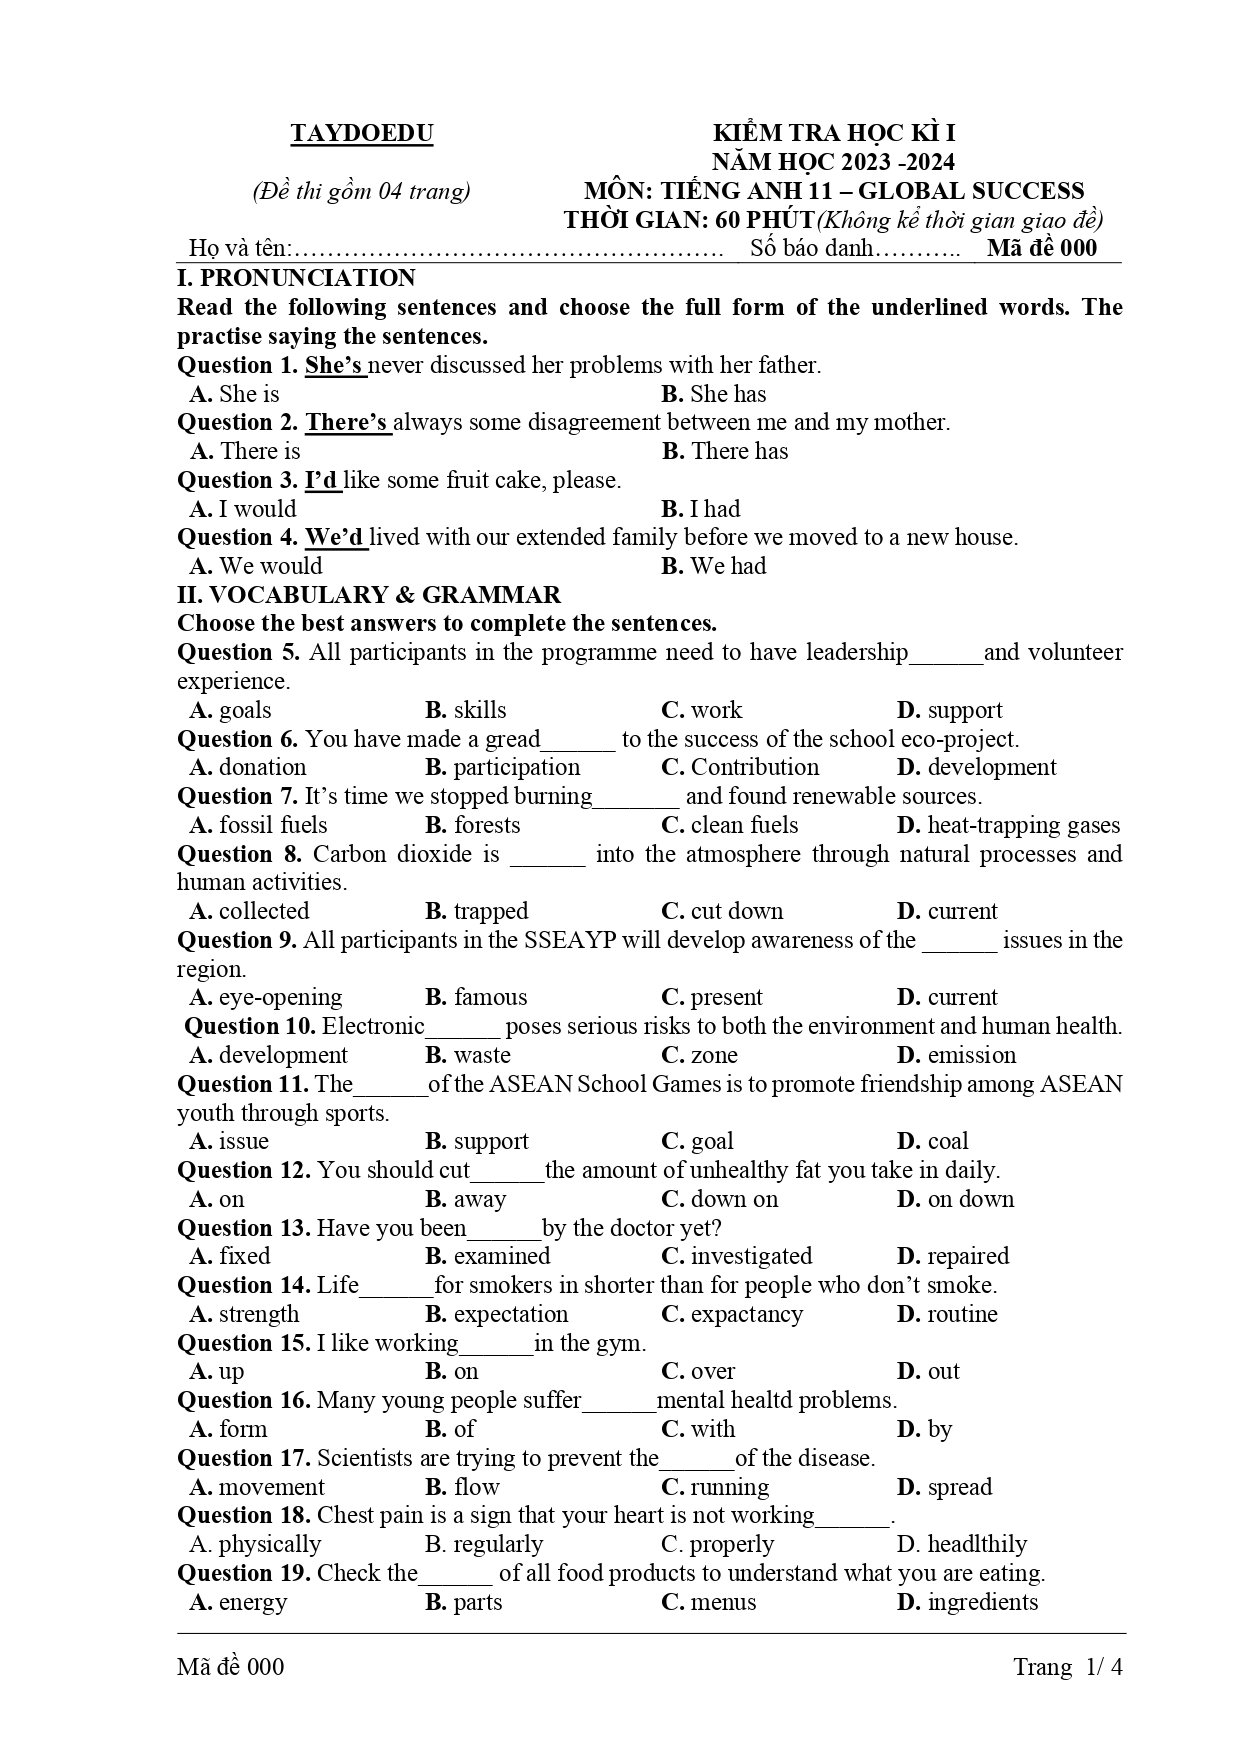 TAYDOEDU
(Đề thi gồm 04 trang)
KIỂM TRA HỌC KÌ I
NĂM HỌC 2023 -2024
MÔN: TIẾNG ANH 11 – GLOBAL SUCCESS
THỜI GIAN: 60 PHÚT(Không kể thời gian giao đề)
Họ và tên:……………………………………………. Số báo danh……….. Mã đề 000
I. PRONUNCIATION
Read the following sentences and choose the full form of the underlined words. The
practise saying the sentences.
Question 1. She’s never discussed her problems with her father.
A. She is B. She has
Question 2. There’s always some disagreement between me and my mother.
A. There is B. There has
Question 3. I’d like some fruit cake, please.
A. I would B. I had
Question 4. We’d lived with our extended family before we moved to a new house.
A. We would B. We had
II. VOCABULARY & GRAMMAR
Choose the best answers to complete the sentences.
Question 5. All participants in the programme need to have leadership______and volunteer
experience.
A. goals B. skills C. work D. support
Question 6. You have made a gread______ to the success of the school eco-project.
A. donation B. participation C. Contribution D. development
Question 7. It’s time we stopped burning_______ and found renewable sources.
A. fossil fuels B. forests C. clean fuels D. heat-trapping gases
Question 8. Carbon dioxide is ______ into the atmosphere through natural processes and
human activities.
A. collected B. trapped C. cut down D. current
Question 9. All participants in the SSEAYP will develop awareness of the ______ issues in the
region.
A. eye-opening B. famous C. present D. current
Question 10. Electronic______ poses serious risks to both the environment and human health.
A. development B. waste C. zone D. emission
Question 11. The______of the ASEAN School Games is to promote friendship among ASEAN
youth through sports.
A. issue B. support C. goal D. coal
Question 12. You should cut______the amount of unhealthy fat you take in daily.
A. on B. away C. down on D. on down
Question 13. Have you been______by the doctor yet?
A. fixed B. examined C. investigated D. repaired
Question 14. Life______for smokers in shorter than for people who don’t smoke.
A. strength B. expectation C. expactancy D. routine
Question 15. I like working______in the gym.
A. up B. on C. over D. out
Question 16. Many young people suffer______mental healtd problems.
A. form B. of C. with D. by
Question 17. Scientists are trying to prevent the______of the disease.
A. movement B. flow C. running D. spread
Question 18. Chest pain is a sign that your heart is not working______.
A. physically B. regularly C. properly D. headlthily
Question 19. Check the______ of all food products to understand what you are eating.
A. energy B. parts C. menus D. ingredients
Mã đề 000 Trang 1/ 4